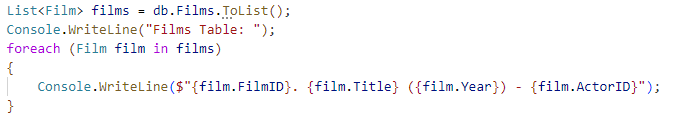 List<Film> films = db.Films.ToList();
Console.WriteLine("Films Table: ");
foreach (Film film in films)
{
    Console.WriteLine($"{film.FilmID}. {film.Title} ({film.Year}) - {film.ActorID}");
}